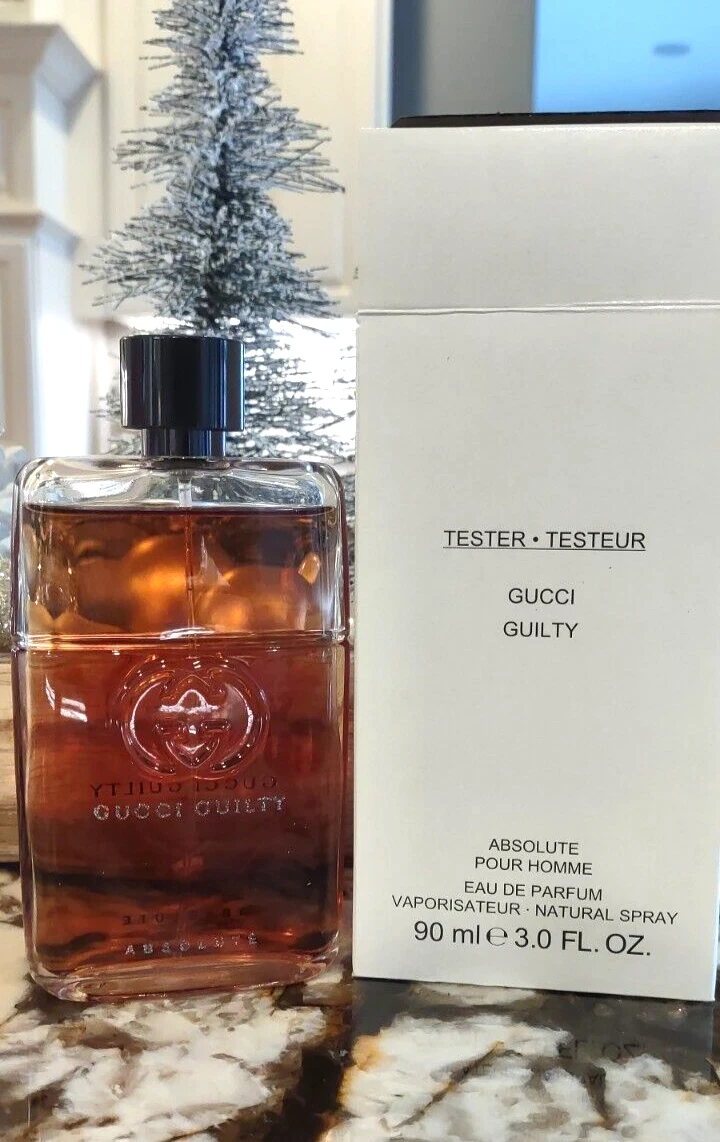 GUCCI GUILTY
ABSOLUTE
TESTER • TESTEUR
GUCCI
GUILTY
ABSOLUTE
POUR HOMME
EAU DE PARFUM
VAPORISATEUR · NATURAL SPRAY
90 ml ℮ 3.0 FL. OZ.